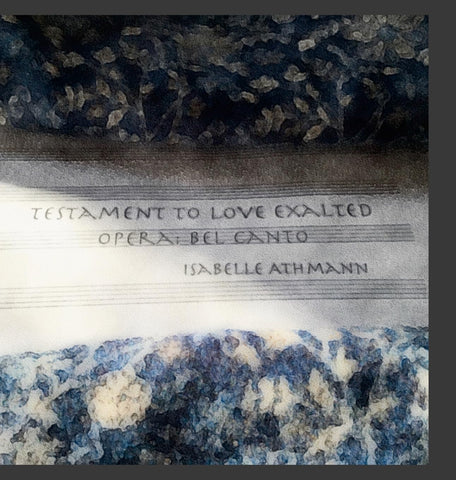 TESTAMENT TO LOVE EXALTED
OPERA: BEL CANTO
ISABELLE ATHMANN